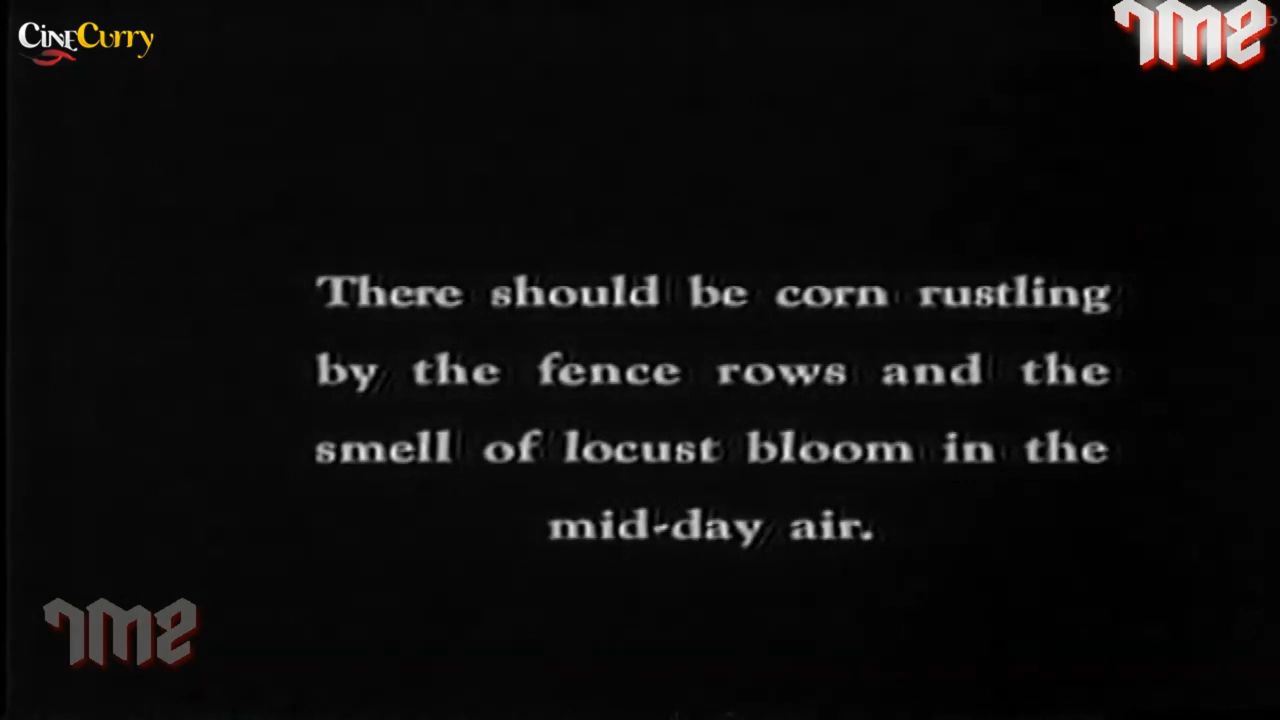 CineCurry
There should be corn rustling
by the fence rows and the
smell of locust bloom in the
mid-day air.